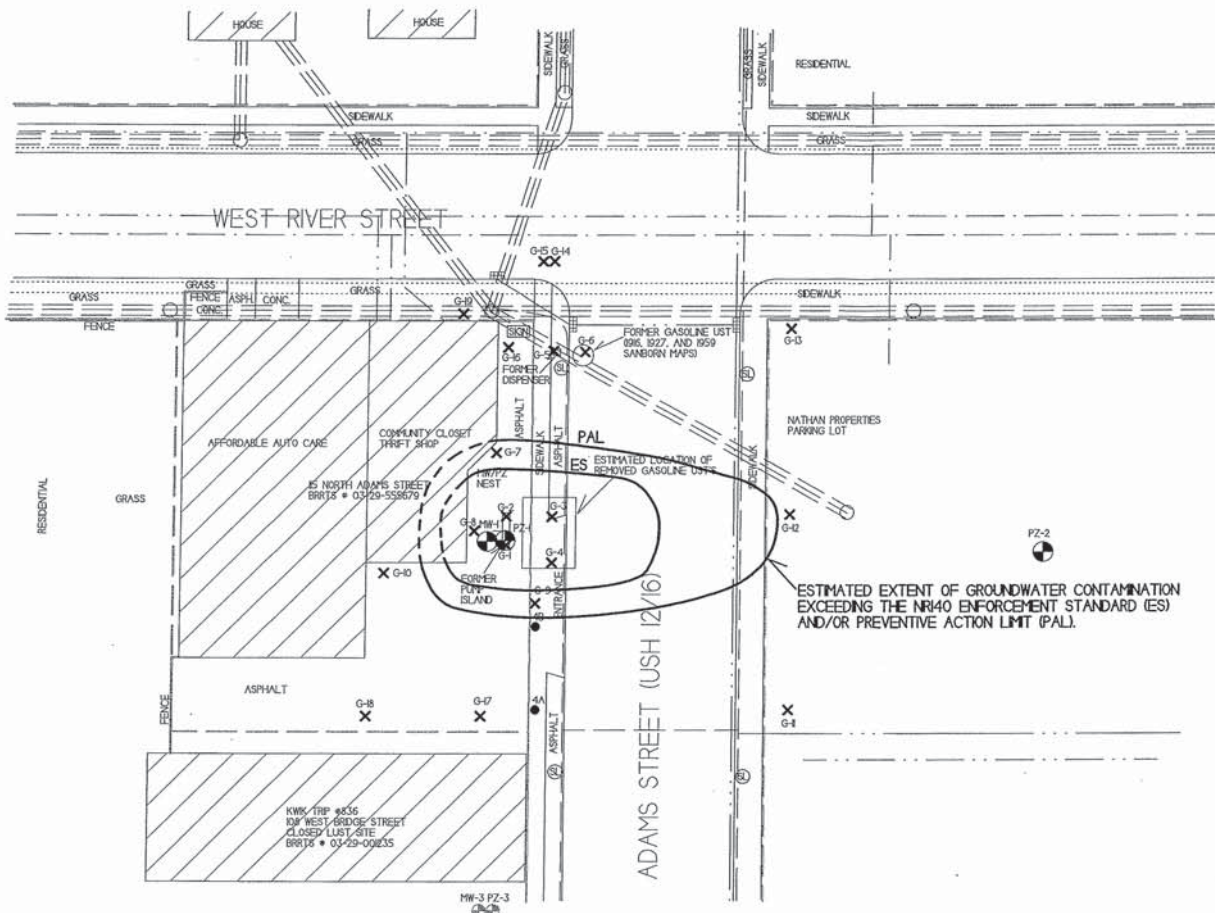 HOUSE
HOUSE
SIDEWALK
GRASS
GRASS
SIDEWALK
RESIDENTIAL
SIDEWALK
SIDEWALK
GRASS
GRASS
WEST RIVER STREET
G-15 G-14
GRASS
GRASS
FENCE
CONC.
ASPH.
CONC.
GRASS
G-19
SIDEWALK
FENCE
SIGN
G-16
G-5
G-6
FORMER GASOLINE UST
(1916, 1927, AND 1959
SANBORN MAPS)
G-13
FORMER
DISPENSER
SL
SL
ASPHALT
SIDEWALK
ASPHALT
AFFORDABLE AUTO CARE
COMMUNITY CLOSET
THRIFT SHOP
NATHAN PROPERTIES
PARKING LOT
PAL
G-7
ES
ESTIMATED LOCATION OF
REMOVED GASOLINE UST'S
SIDEWALK
MW/PZ
NEST
115 NORTH ADAMS STREET
BRRTS # 03-29-559679
GRASS
RESIDENTIAL
G-2
G-3
G-12
G-8
MW-1
PZ-1
PZ-2
G-1
G-4
G-10
FORMER
PUMP
ISLAND
G-9
ENTRANCE
ESTIMATED EXTENT OF GROUNDWATER CONTAMINATION
EXCEEDING THE NR140 ENFORCEMENT STANDARD (ES)
AND/OR PREVENTIVE ACTION LIMIT (PAL).
ADAMS STREET (USH 12/16)
ASPHALT
FENCE
G-18
G-17
4A
G-11
ASPHALT
KWIK TRIP #836
108 WEST BRIDGE STREET
CLOSED LUST SITE
BRRTS # 03-29-001235
MW-3 PZ-3